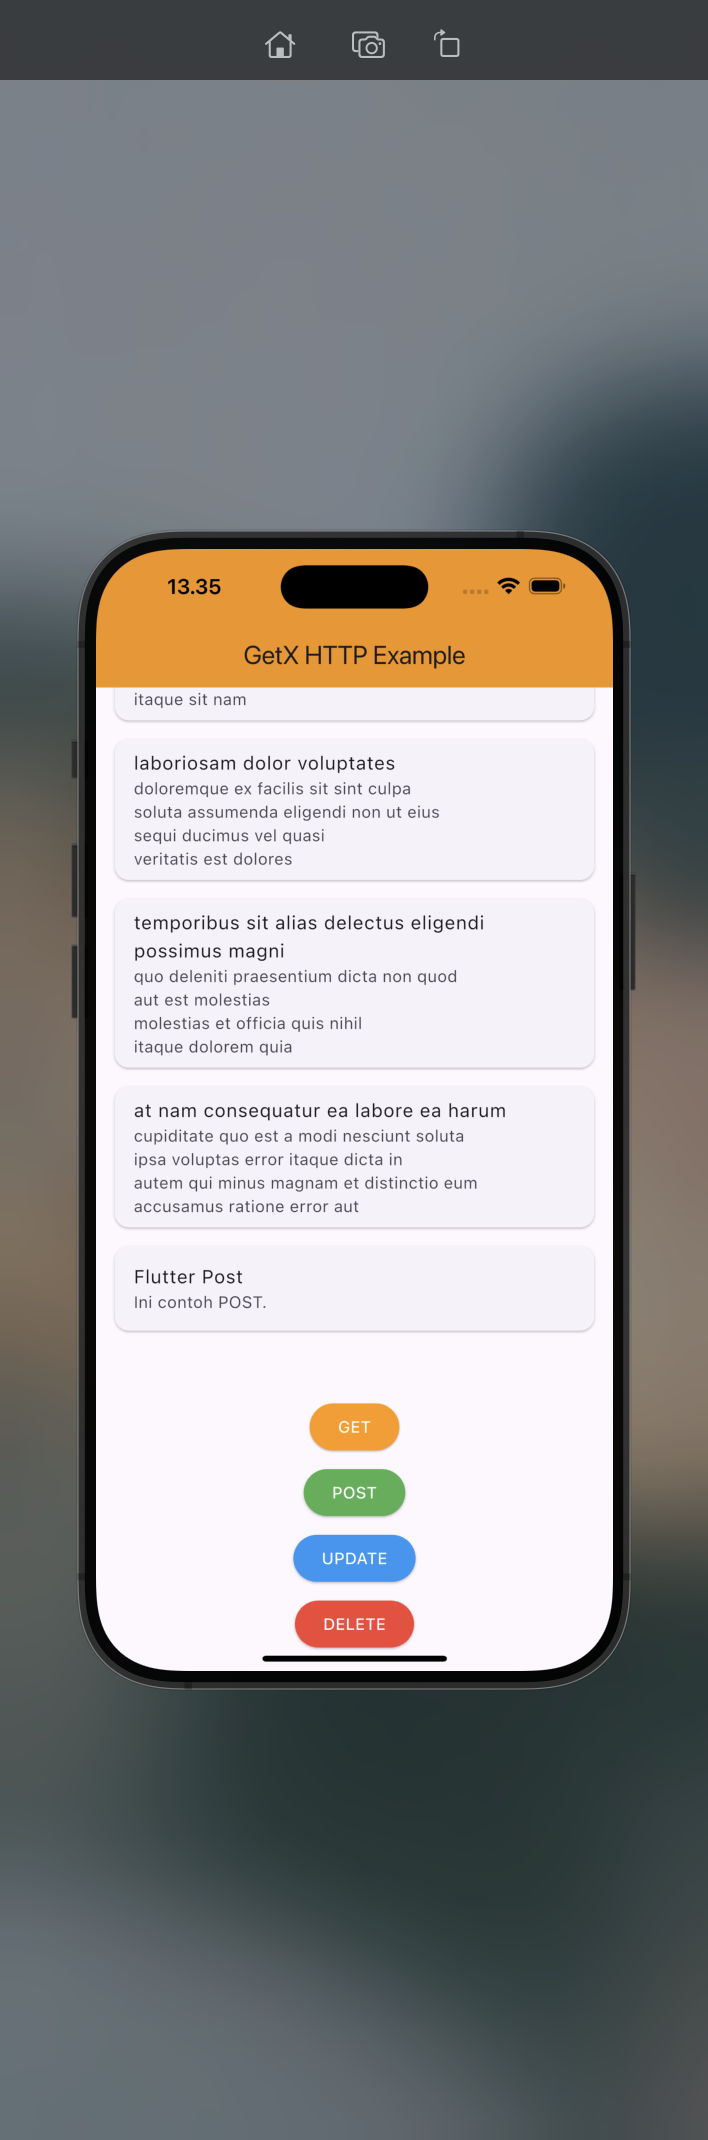 13.35
GetX HTTP Example
itaque sit nam
laboriosam dolor voluptates
doloremque ex facilis sit sint culpa
soluta assumenda eligendi non ut eius
sequi ducimus vel quasi
veritatis est dolores
temporibus sit alias delectus eligendi
possimus magni
quo deleniti praesentium dicta non quod
aut est molestias
molestias et officia quis nihil
itaque dolorem quia
at nam consequatur ea labore ea harum
cupiditate quo est a modi nesciunt soluta
ipsa voluptas error itaque dicta in
autem qui minus magnam et distinctio eum
accusamus ratione error aut
Flutter Post
Ini contoh POST.
GET
POST
UPDATE
DELETE